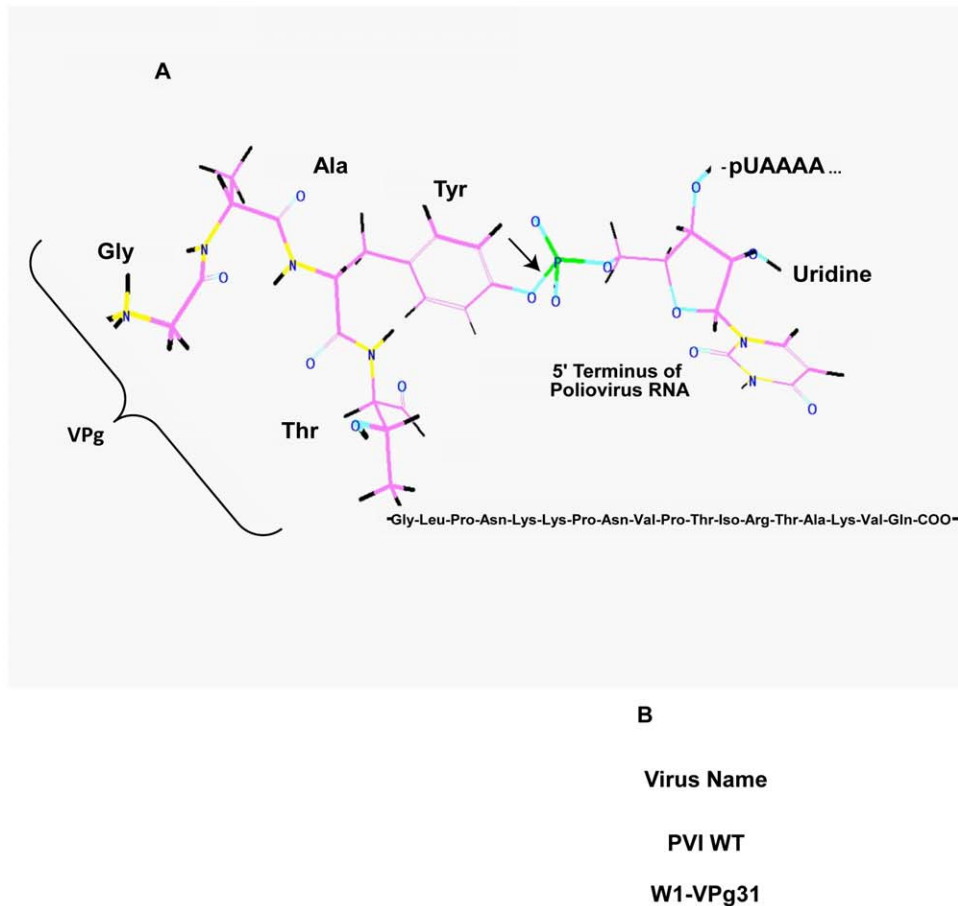 A
Ala
Tyr
-pUAAAA ...
Gly
Uridine
5' Terminus of
Poliovirus RNA
VPg
Thr
-Gly-Leu-Pro-Asn-Lys-Lys-Pro-Asn-Val-Pro-Thr-Iso-Arg-Thr-Ala-Lys-Val-Gln-COO-
O
N
O
N
N
O
N
O
O
O
O
P
O
O
O
O
O
N
O
N
O
O
B
Virus Name
PVI WT
W1-VPg31